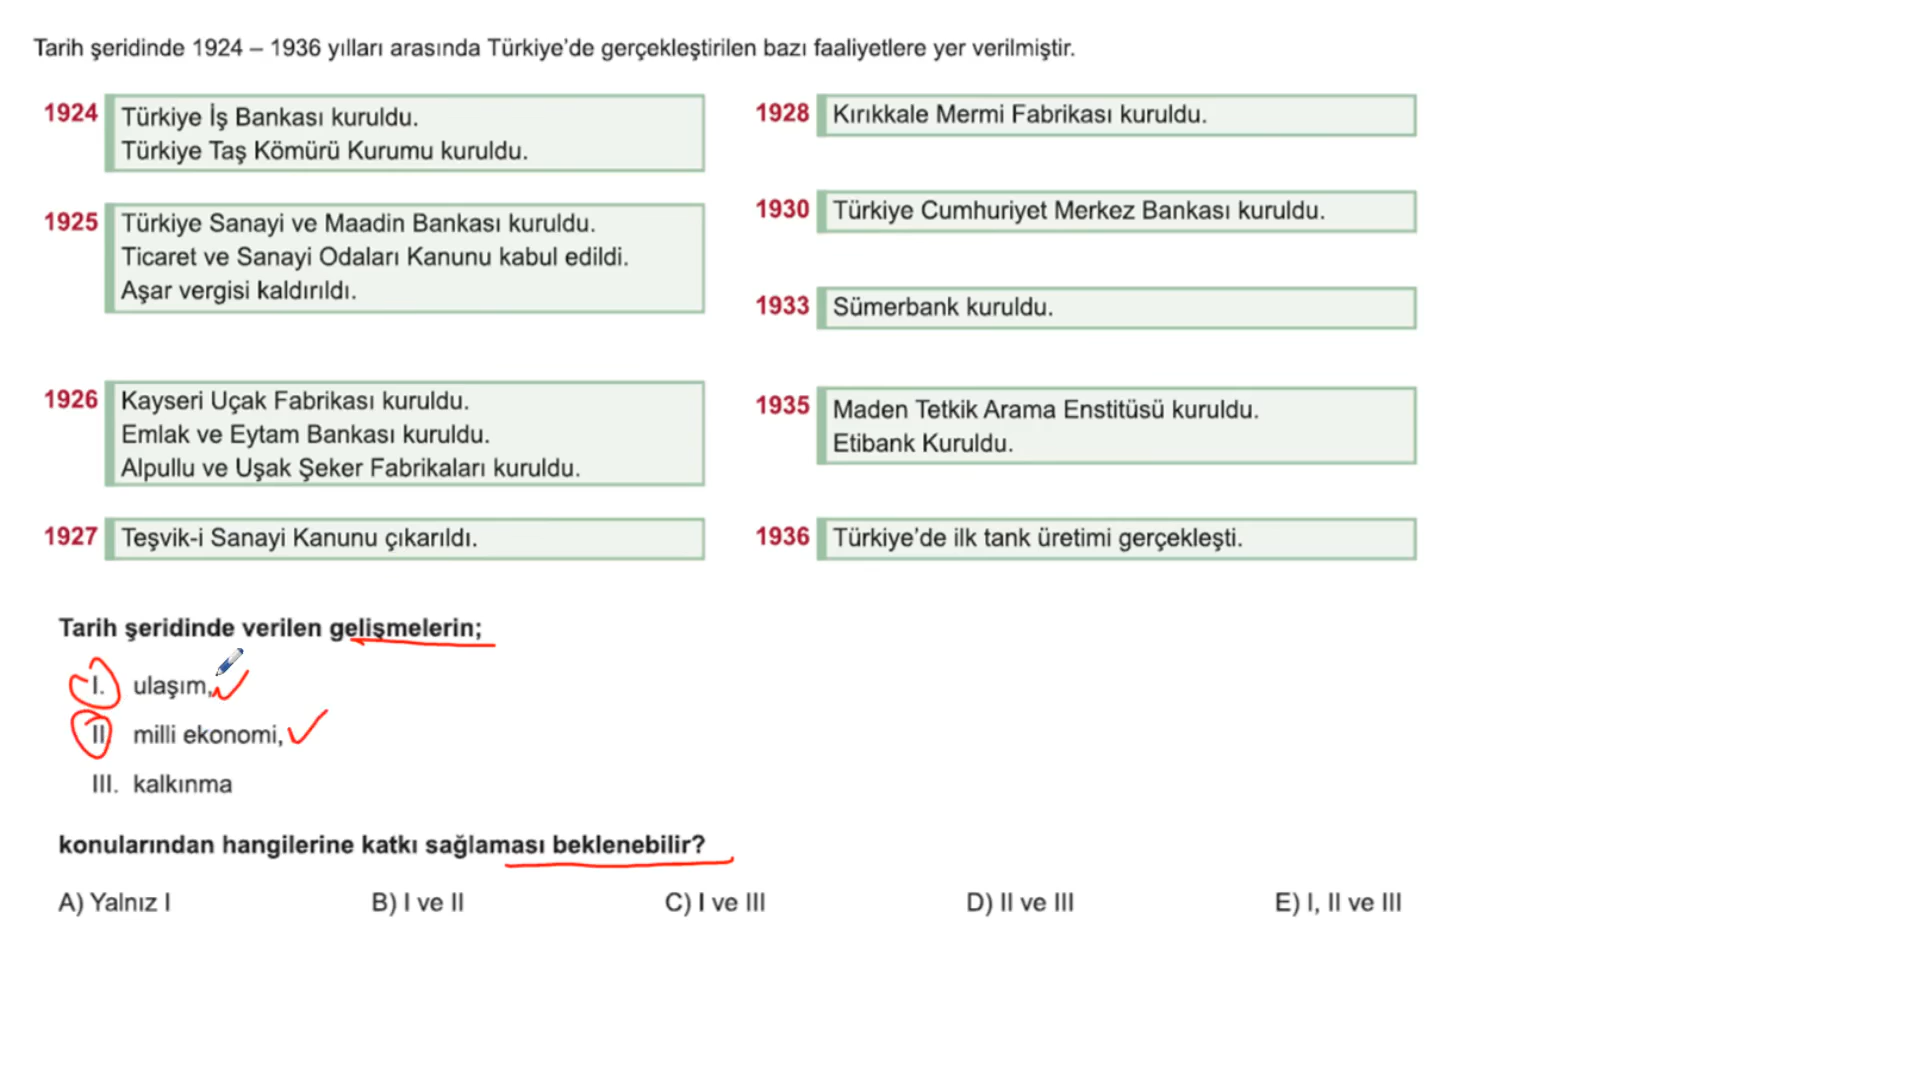 Tarih şeridinde 1924 – 1936 yılları arasında Türkiye’de gerçekleştirilen bazı faaliyetlere yer verilmiştir.
1924
Türkiye İş Bankası kuruldu.
Türkiye Taş Kömürü Kurumu kuruldu.
1925
Türkiye Sanayi ve Maadin Bankası kuruldu.
Ticaret ve Sanayi Odaları Kanunu kabul edildi.
Aşar vergisi kaldırıldı.
1926
Kayseri Uçak Fabrikası kuruldu.
Emlak ve Eytam Bankası kuruldu.
Alpullu ve Uşak Şeker Fabrikaları kuruldu.
1927
Teşvik-i Sanayi Kanunu çıkarıldı.
1928
Kırıkkale Mermi Fabrikası kuruldu.
1930
Türkiye Cumhuriyet Merkez Bankası kuruldu.
1933
Sümerbank kuruldu.
1935
Maden Tetkik Arama Enstitüsü kuruldu.
Etibank Kuruldu.
1936
Türkiye’de ilk tank üretimi gerçekleşti.
Tarih şeridinde verilen gelişmelerin;
I. ulaşım,
II. milli ekonomi,
III. kalkınma
konularından hangilerine katkı sağlaması beklenebilir?
A) Yalnız I
B) I ve II
C) I ve III
D) II ve III
E) I, II ve III